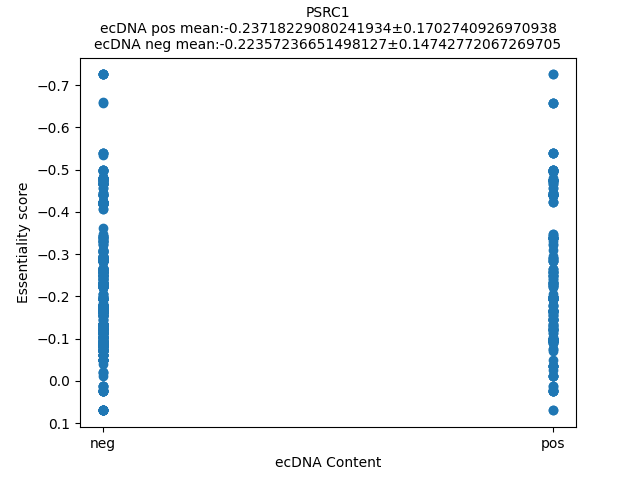 PSRC1
ecDNA pos mean:-0.23718229080241934±0.1702740926970938
ecDNA neg mean:-0.22357236651498127±0.14742772067269705
−0.7
−0.6
−0.5
−0.4
−0.3
−0.2
−0.1
0.0
0.1
Essentiality score
neg
pos
ecDNA Content